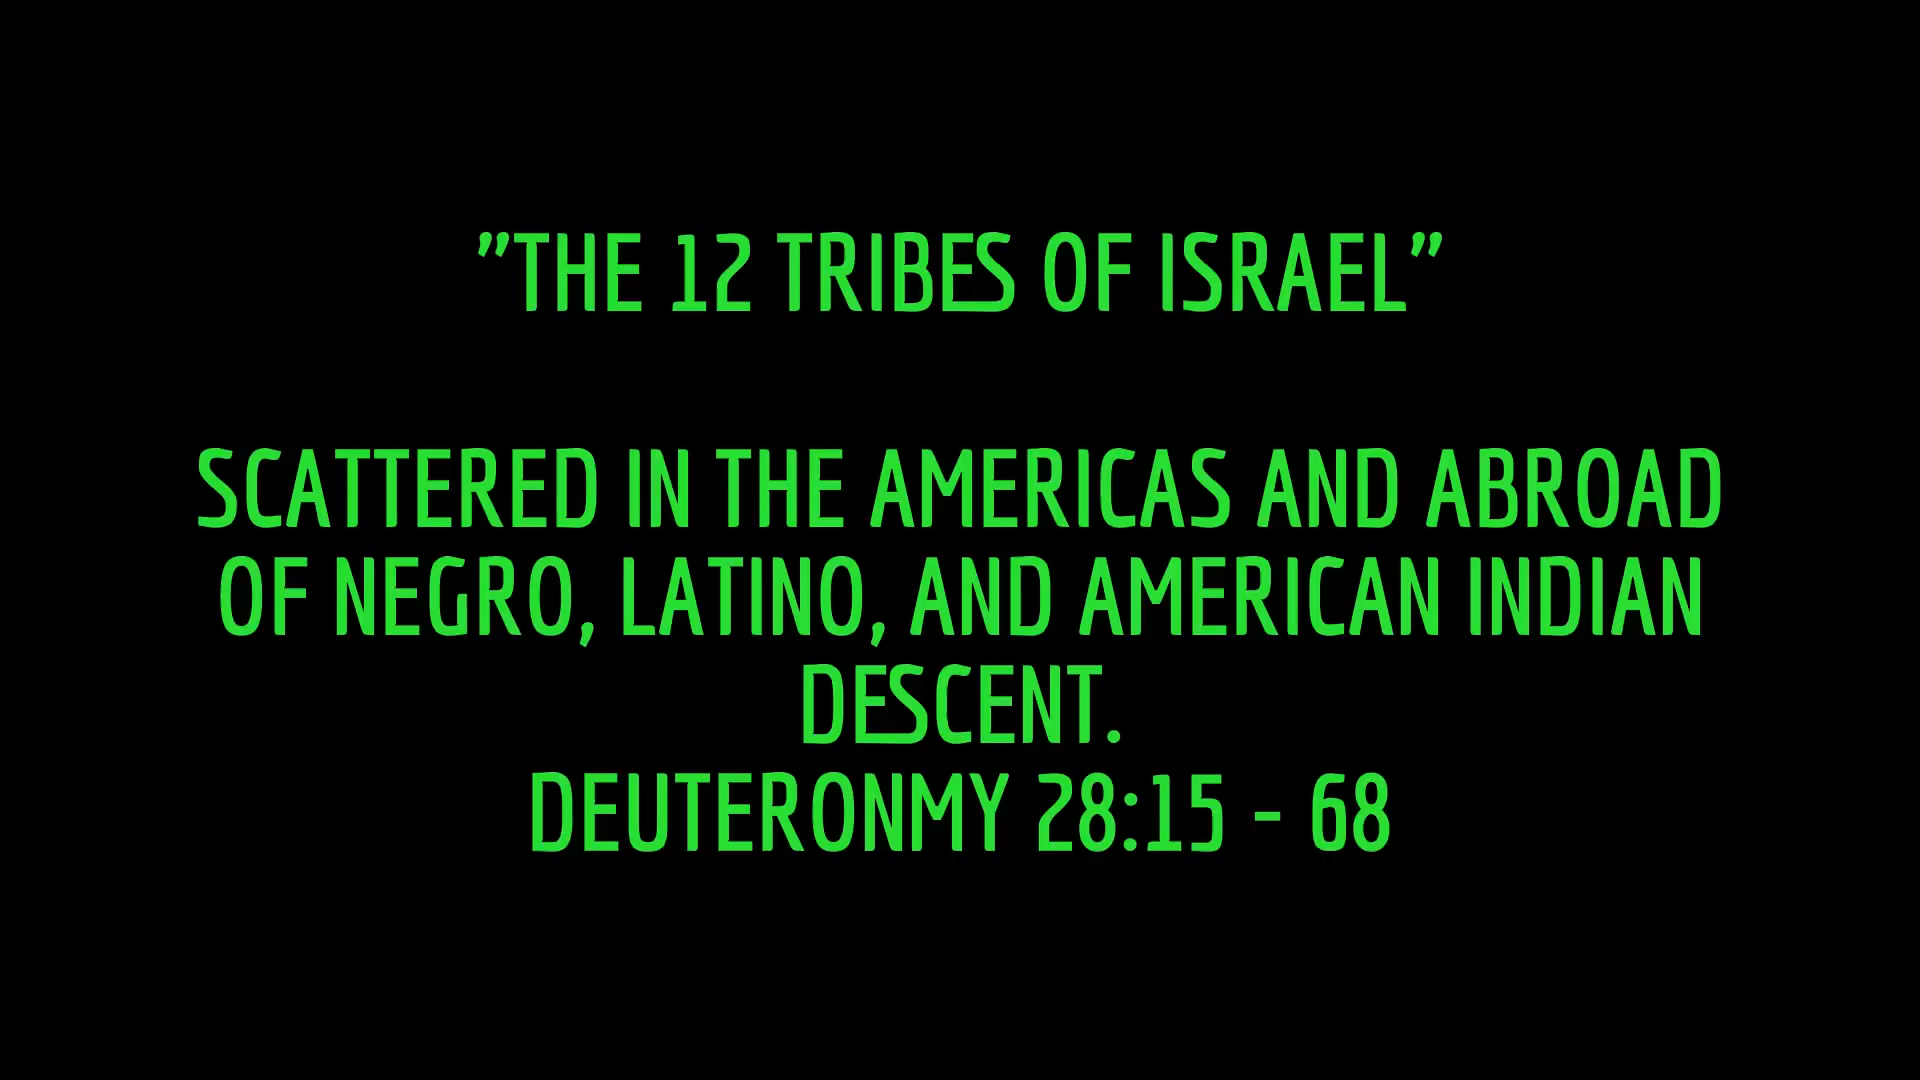 ”THE 12 TRIBES OF ISRAEL”
SCATTERED IN THE AMERICAS AND ABROAD
OF NEGRO, LATINO, AND AMERICAN INDIAN
DESCENT.
DEUTERONMY 28:15 - 68